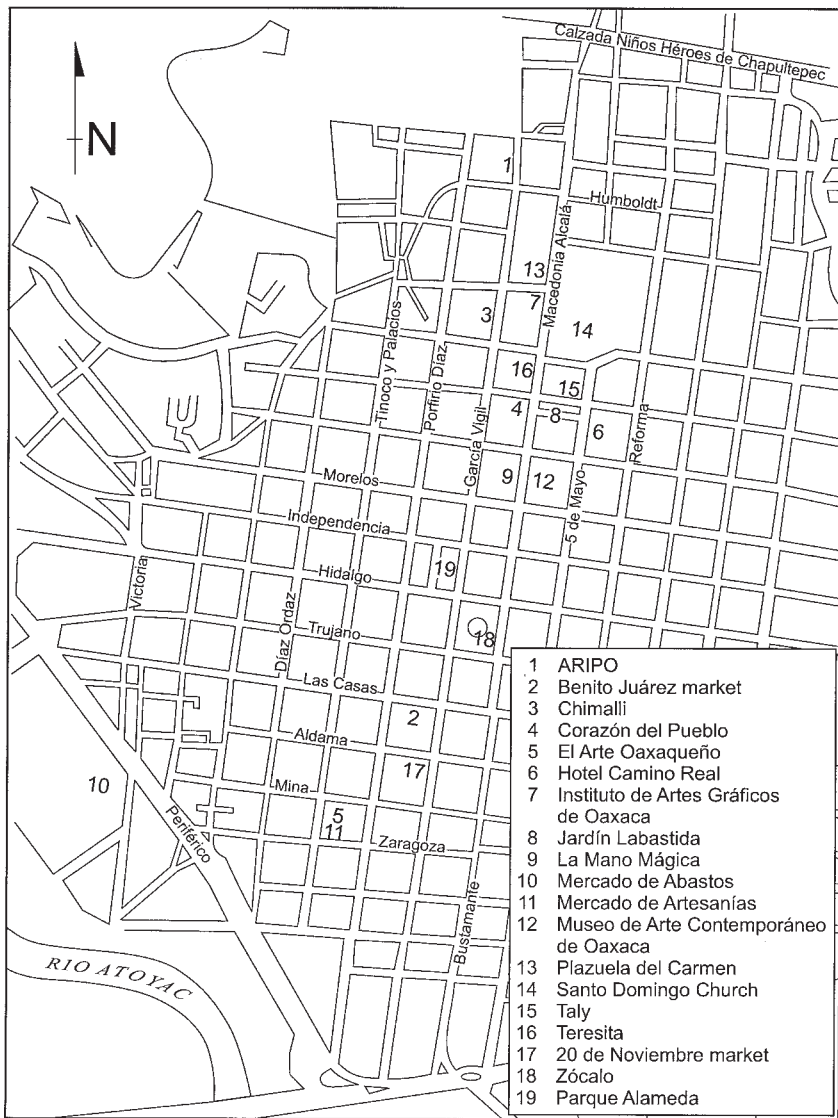 Calzada Niños Héroes de Chapultepec
N
1
Humboldt
Macedonia Alcalá
13
7
3
14
Tinoco y Palacios
Porfirio Díaz
16
15
4
8
García Vigil
6
Reforma
9
12
Morelos
5 de Mayo
Independencia
19
Hidalgo
Victoria
18
Díaz Ordaz
Trujano
Las Casas
2
Aldama
17
10
Mina
5
11
Periférico
Zaragoza
Bustamante
RIO ATOYAC
1 ARIPO
2 Benito Juárez market
3 Chimalli
4 Corazón del Pueblo
5 El Arte Oaxaqueño
6 Hotel Camino Real
7 Instituto de Artes Gráficos
de Oaxaca
8 Jardín Labastida
9 La Mano Mágica
10 Mercado de Abastos
11 Mercado de Artesanías
12 Museo de Arte Contemporáneo
de Oaxaca
13 Plazuela del Carmen
14 Santo Domingo Church
15 Taly
16 Teresita
17 20 de Noviembre market
18 Zócalo
19 Parque Alameda